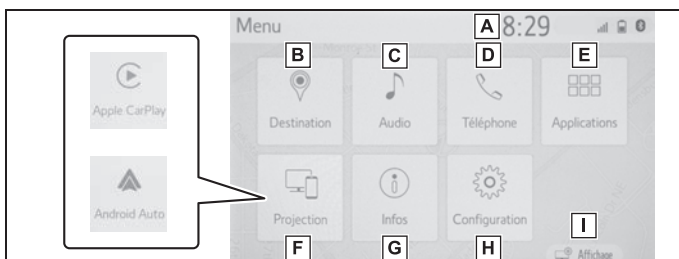 Menu A 8:29
B C D E
Apple CarPlay
Destination Audio Téléphone Applications
Android Auto
Projection Infos Configuration I
F G H Affichage